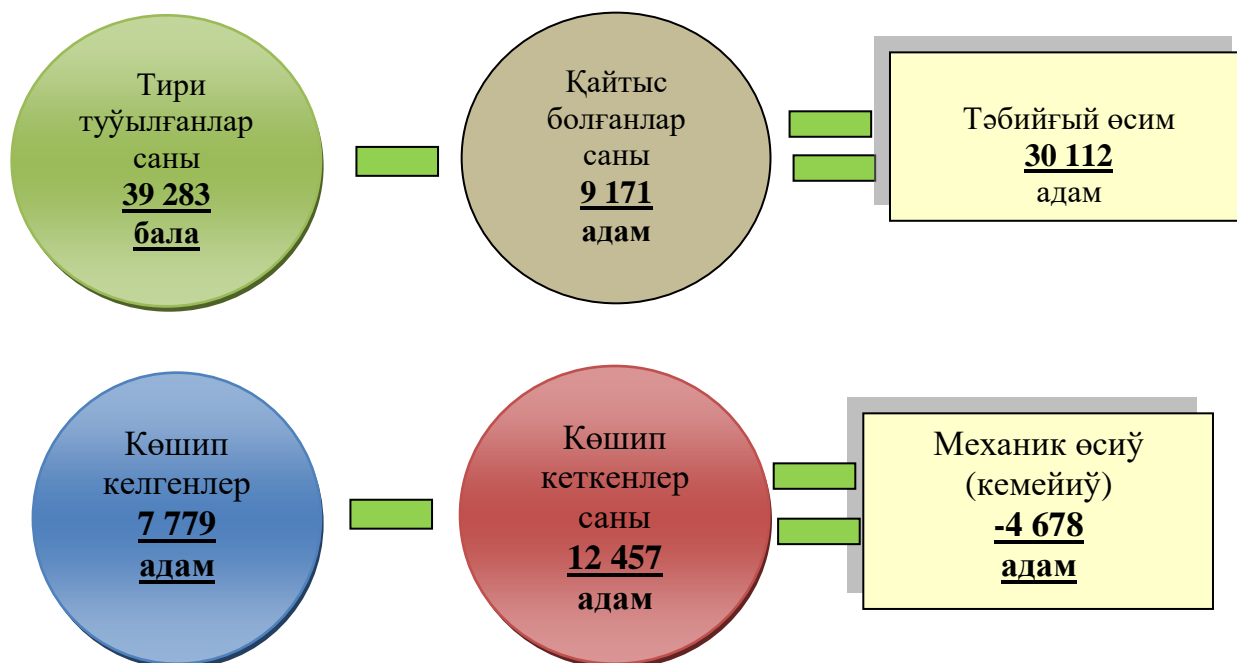 Тири
туўылғанлар
саны
39 283
бала
Қайтыс
болғанлар
саны
9 171
адам
Тәбийғый өсим
30 112
адам
Көшип
келгенлер
7 779
адам
Көшип
кеткенлер
саны
12 457
адам
Механик өсиў
(кемейиў)
-4 678
адам